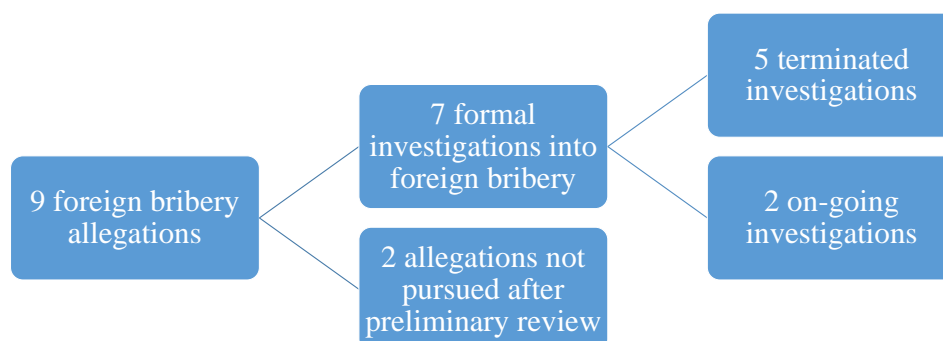 9 foreign bribery
allegations
7 formal
investigations into
foreign bribery
2 allegations not
pursued after
preliminary review
5 terminated
investigations
2 on-going
investigations